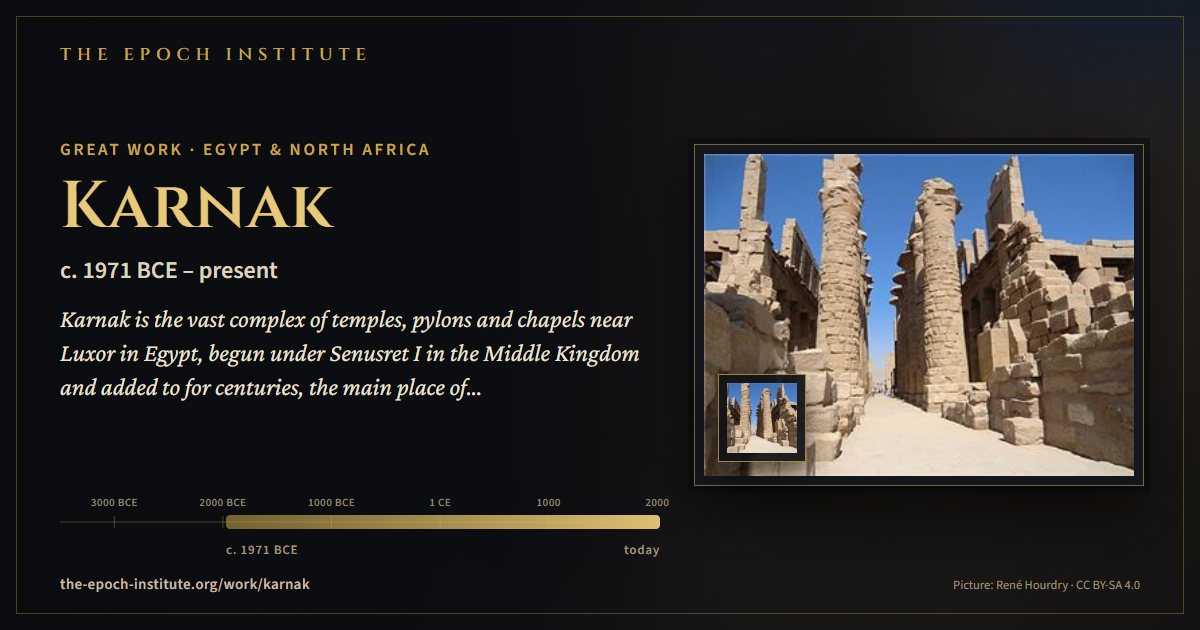 THE EPOCH INSTITUTE
GREAT WORK · EGYPT & NORTH AFRICA
KARNAK
c. 1971 BCE – present
Karnak is the vast complex of temples, pylons and chapels near
Luxor in Egypt, begun under Senusret I in the Middle Kingdom
and added to for centuries, the main place of...
3000 BCE 2000 BCE 1000 BCE 1 CE 1000 2000
c. 1971 BCE today
the-epoch-institute.org/work/karnak
Picture: René Hourdry · CC BY-SA 4.0